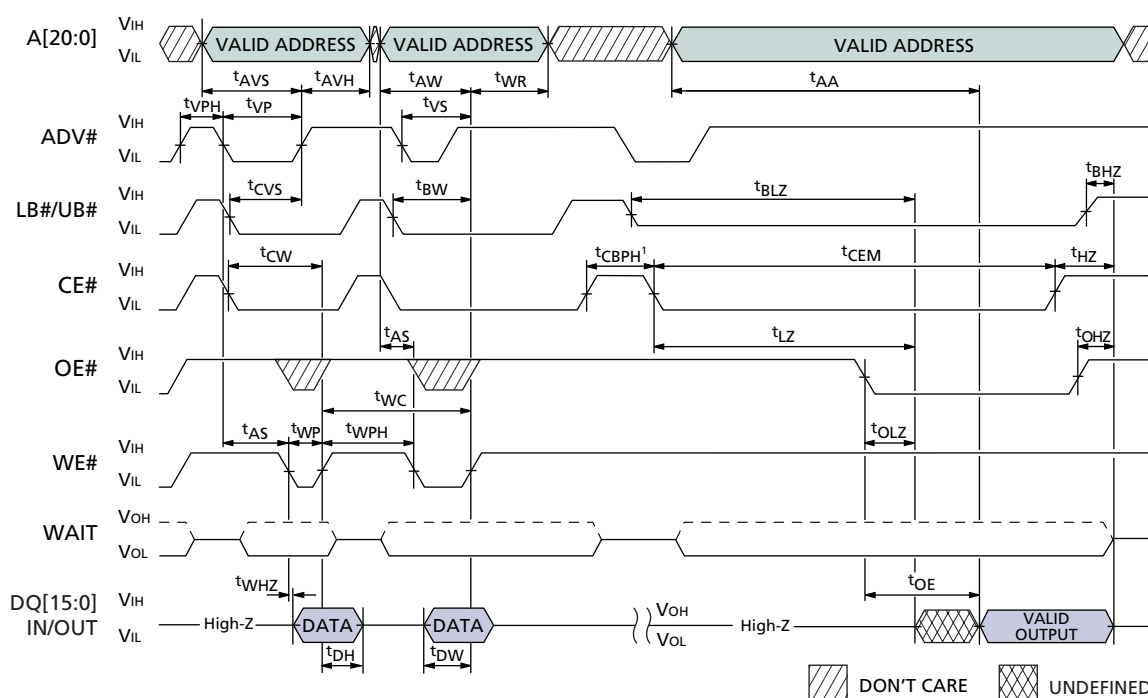 A[20:0] VIH VIL VALID ADDRESS VALID ADDRESS VALID ADDRESS
tAVS tAVH tAW tWR tAA
tVPH tVP tVS
ADV# VIH VIL
tCVS tBW tBLZ tBHZ
LB#/UB# VIH VIL
tCW tCBPH¹ tCEM tHZ
CE# VIH VIL
tAS tLZ tOHZ
OE# VIH VIL
tWC
tAS tWP tWPH tOLZ
WE# VIH VIL
WAIT VOH VOL
tWHZ tOE
DQ[15:0] IN/OUT VIH VIL High-Z DATA DATA VOH VOL High-Z VALID OUTPUT
tDH tDW
DON'T CARE UNDEFINED